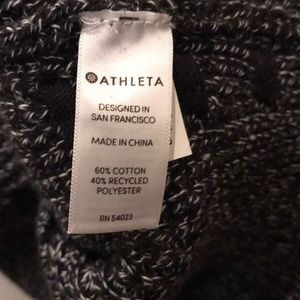 ATHLETA
DESIGNED IN
SAN FRANCISCO
MADE IN CHINA
60% COTTON
40% RECYCLED
POLYESTER
RN 54023